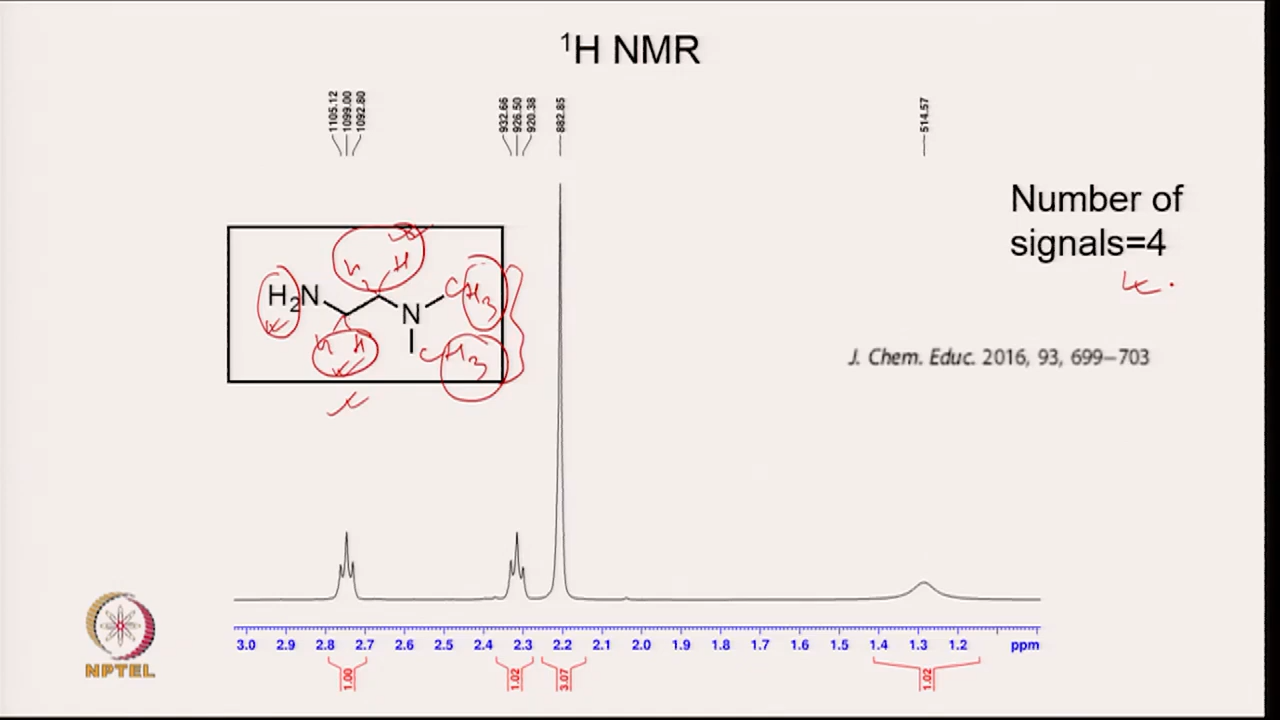 ¹H NMR
1105.12
1099.00
1092.80
932.66
926.50
920.38
882.85
514.57
Number of
signals=4
4.
H₂N
H
H
H
CH₃
N
CH₃
J. Chem. Educ. 2016, 93, 699–703
3.0 2.9 2.8 2.7 2.6 2.5 2.4 2.3 2.2 2.1 2.0 1.9 1.8 1.7 1.6 1.5 1.4 1.3 1.2 ppm
1.00 1.02 3.07 1.02
NPTEL